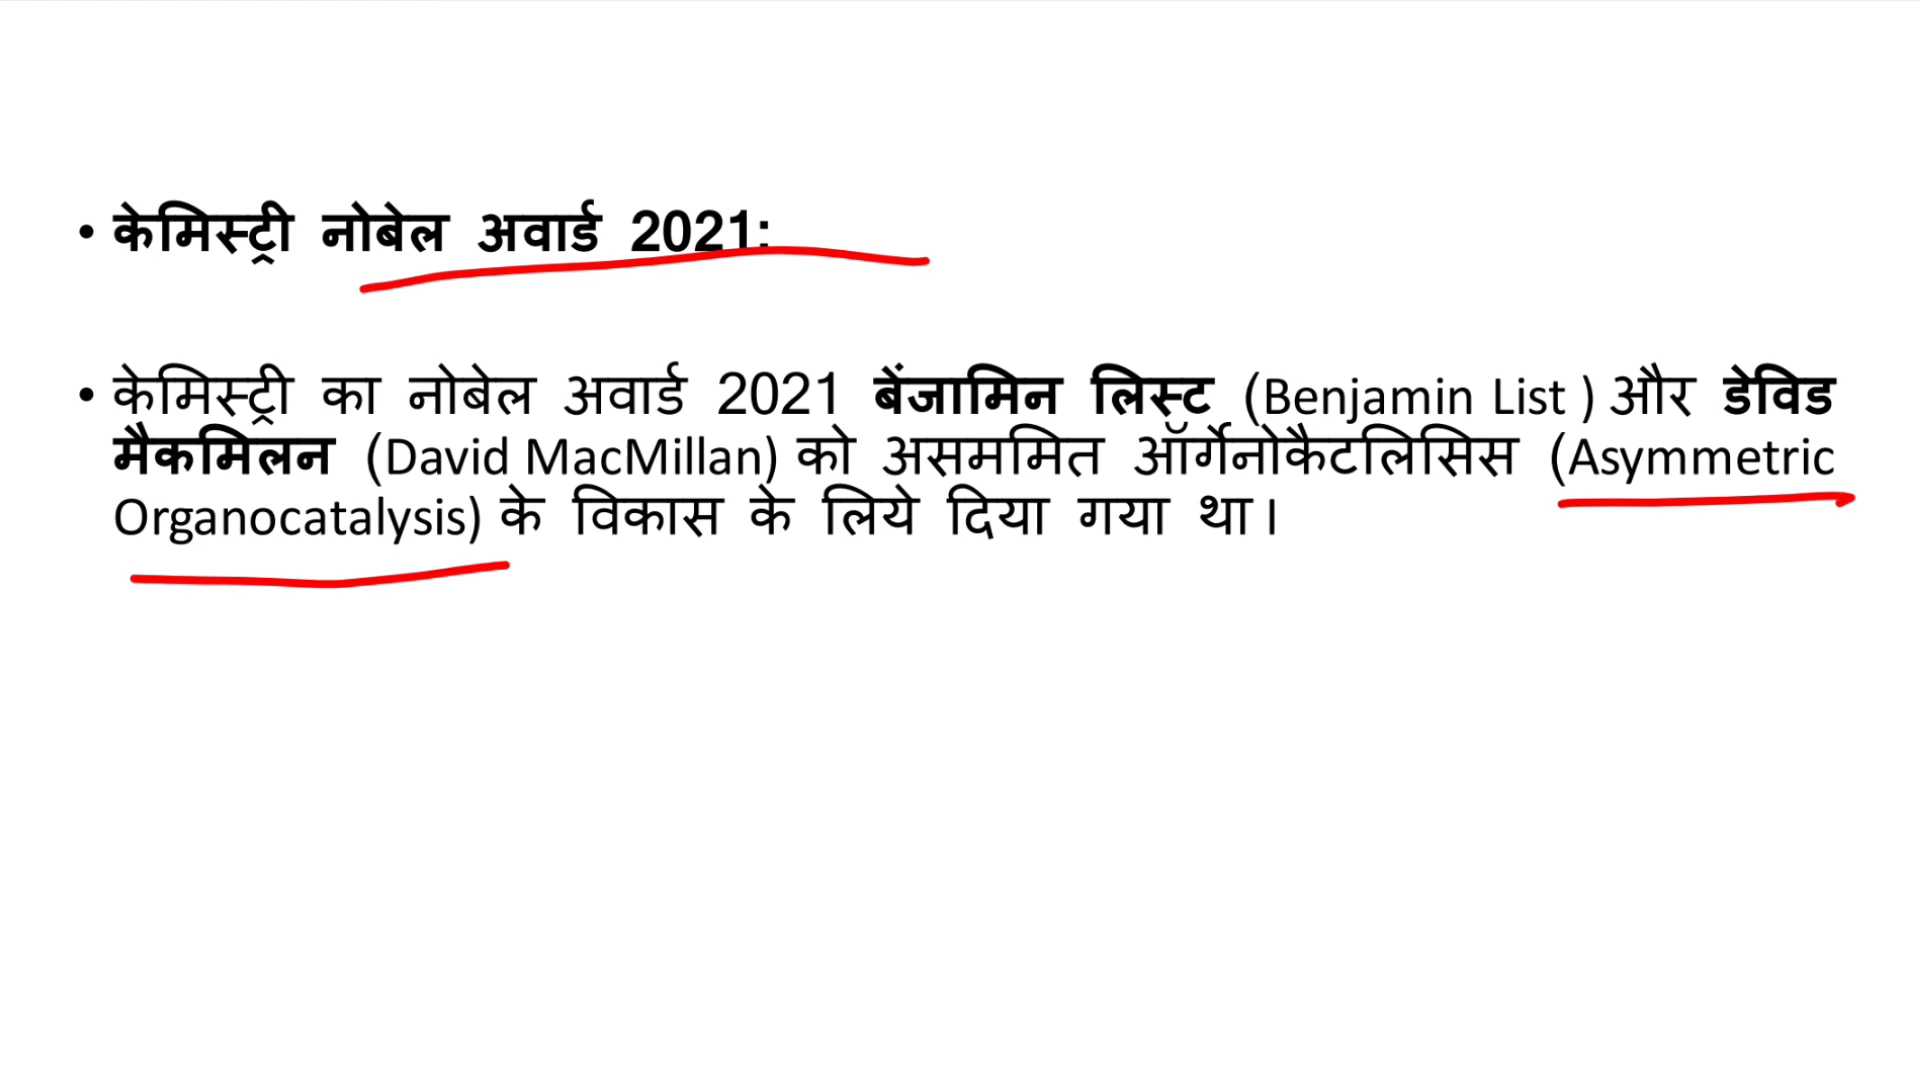 • केमिस्ट्री नोबेल अवार्ड 2021:
• केमिस्ट्री का नोबेल अवार्ड 2021 बेंजामिन लिस्ट (Benjamin List ) और डेविड
मैकमिलन (David MacMillan) को असममित ऑर्गेनोकैटलिसिस (Asymmetric
Organocatalysis) के विकास के लिये दिया गया था।